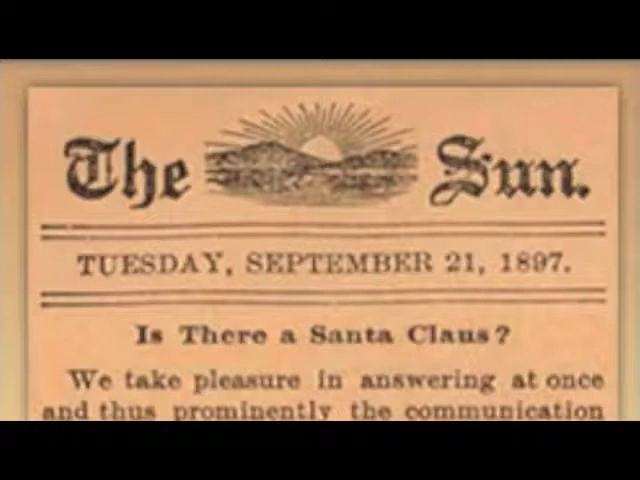 The Sun.
TUESDAY, SEPTEMBER 21, 1897.
Is There a Santa Claus?
We take pleasure in answering at once
and thus prominently the communication